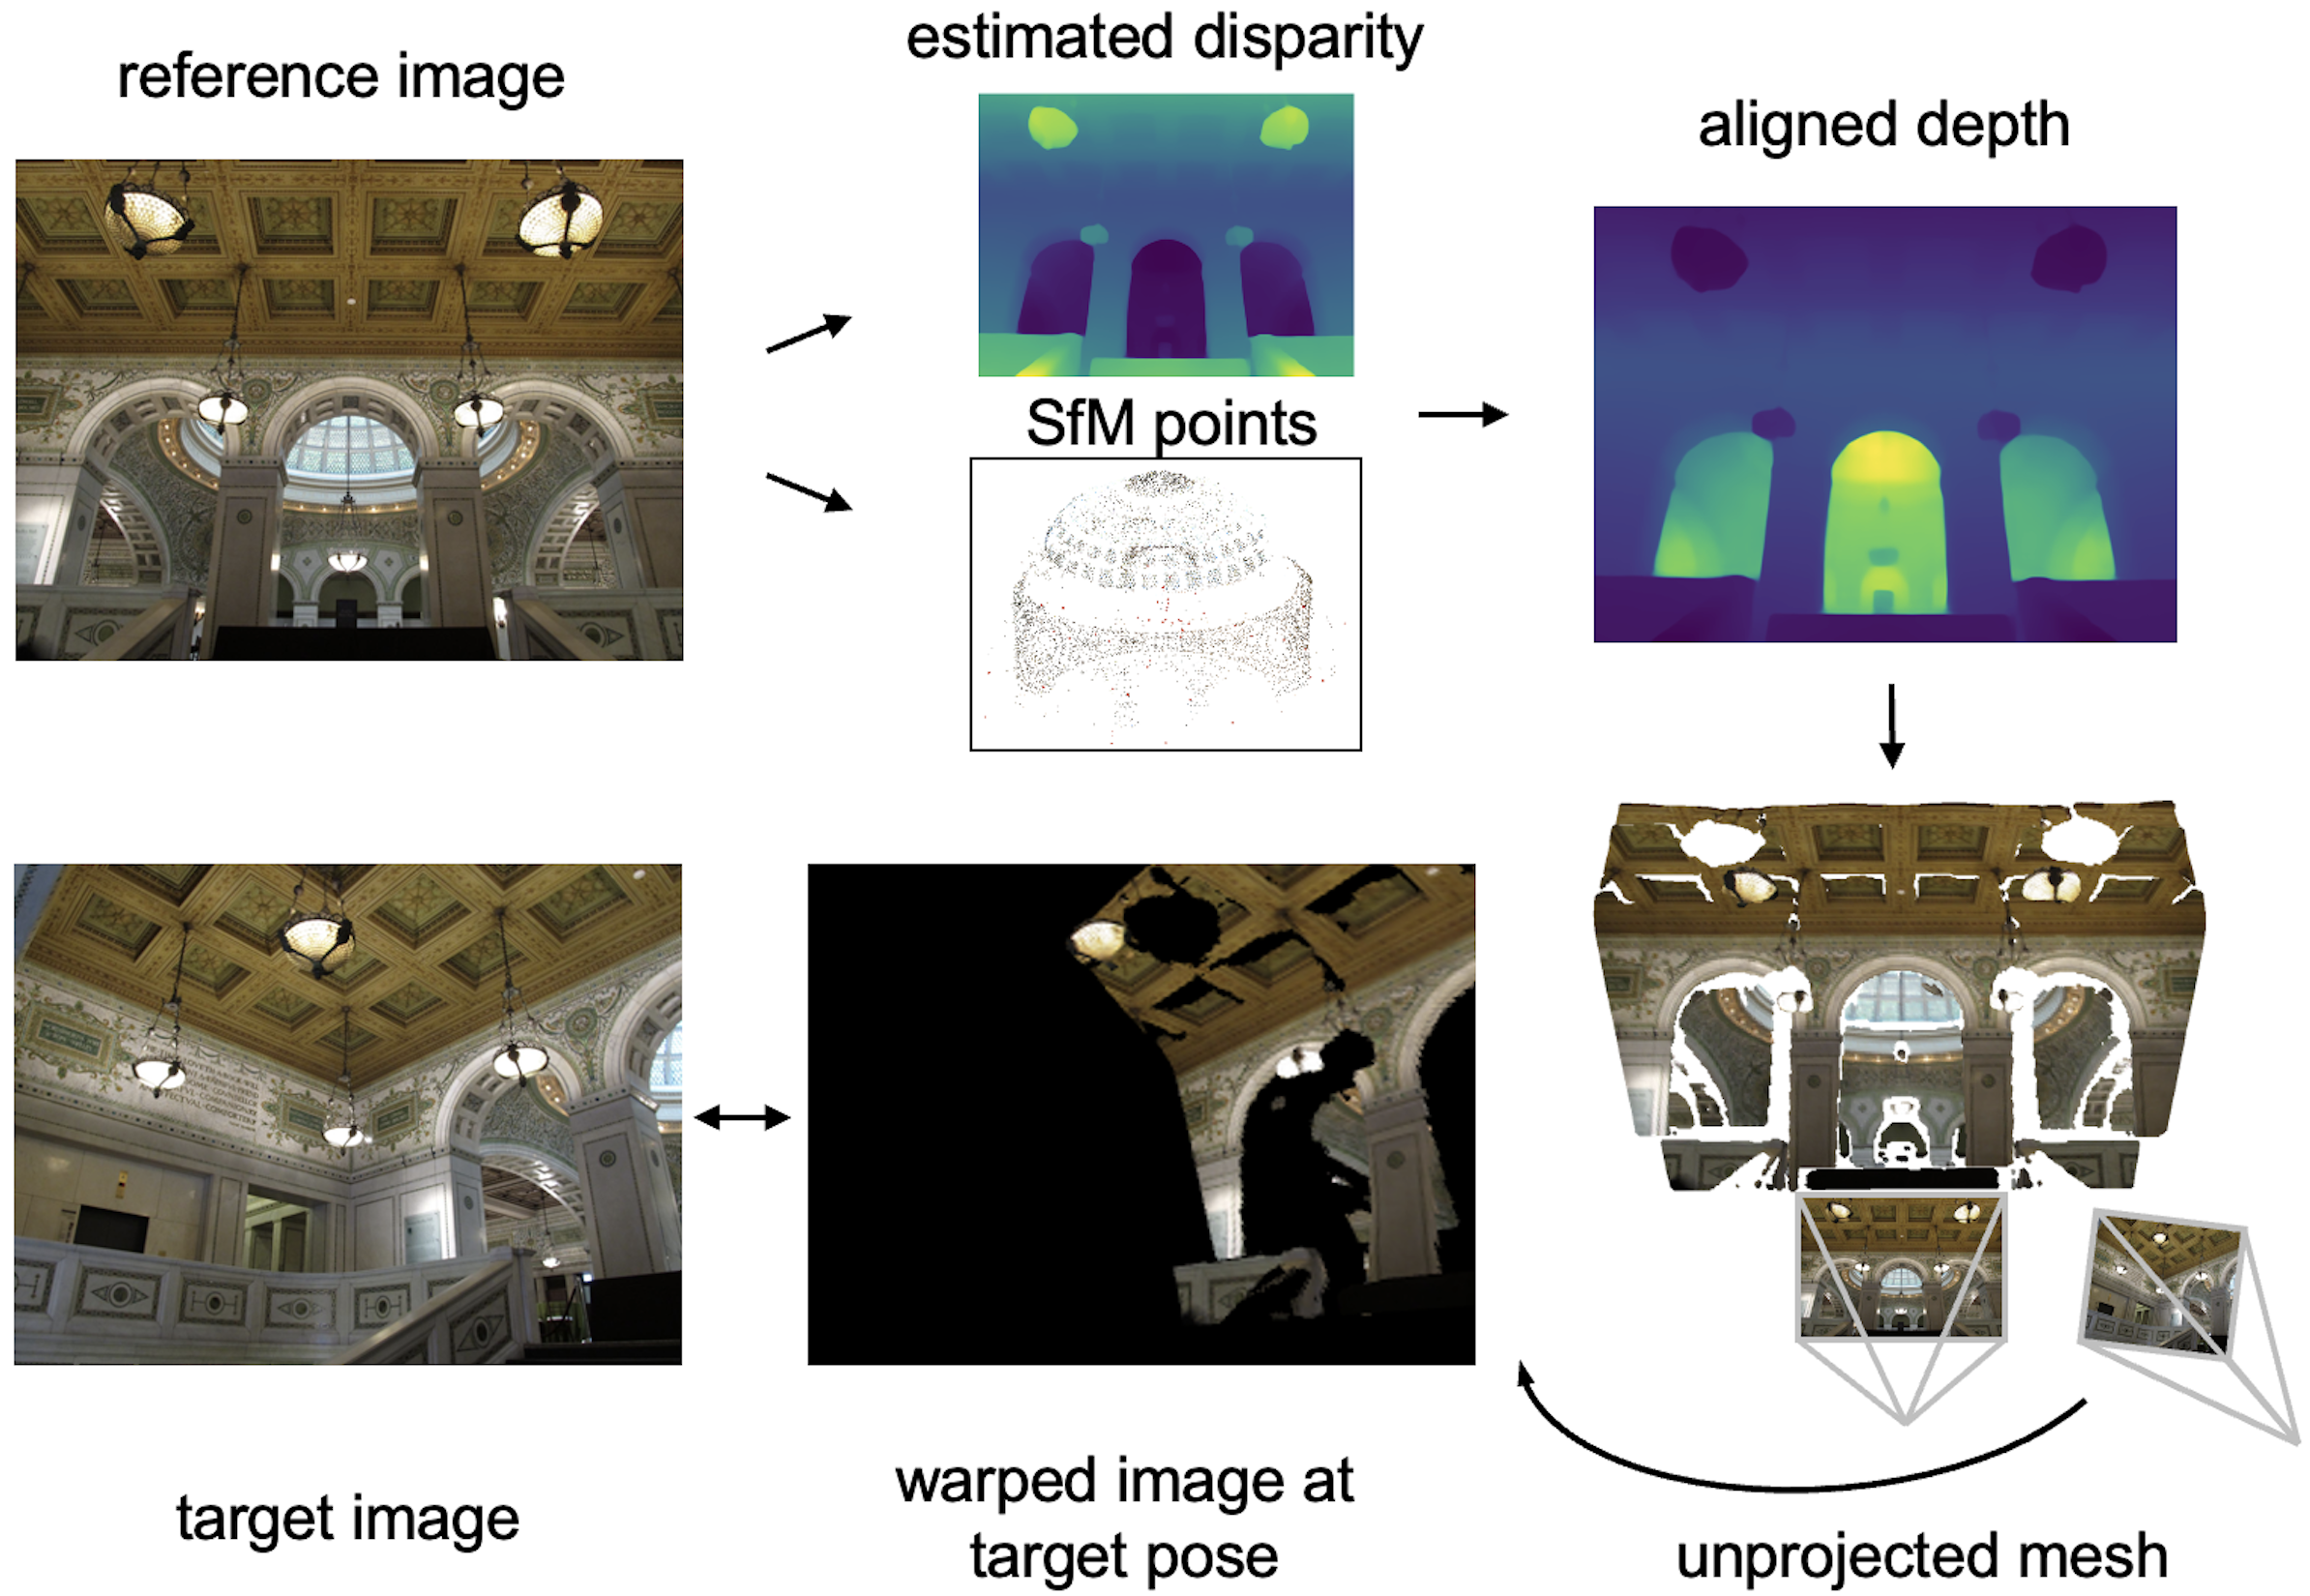 reference image
estimated disparity
aligned depth
SfM points
target image
warped image at
target pose
unprojected mesh